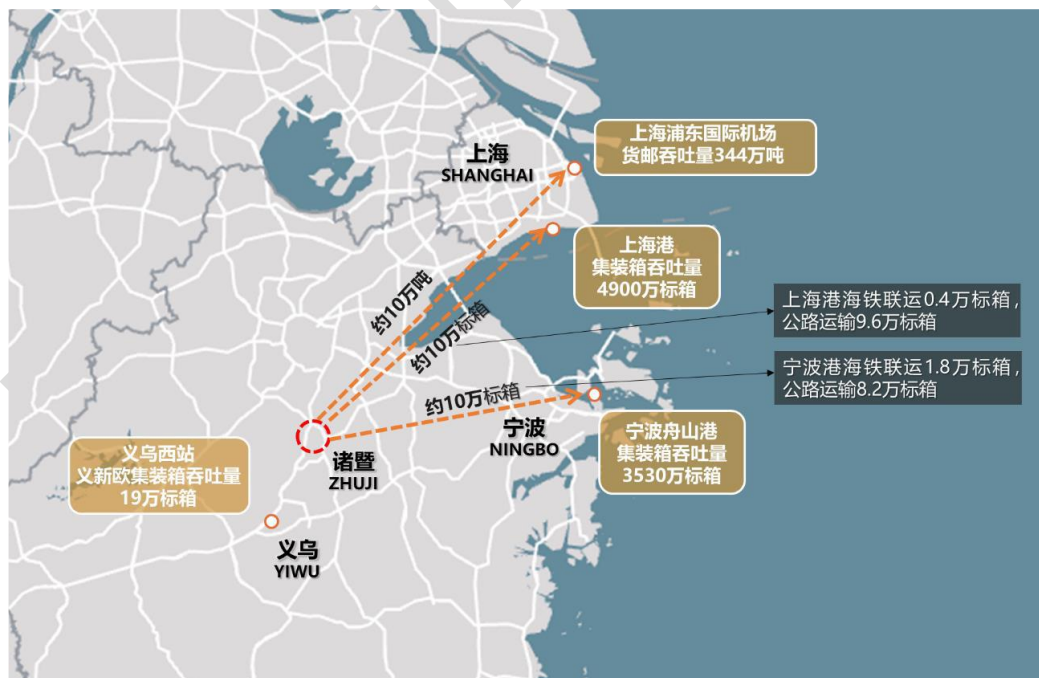 上海浦东国际机场
货邮吞吐量344万吨
上海
SHANGHAI
上海港
集装箱吞吐量
4900万标箱
约10万吨
约10万标箱
上海港海铁联运0.4万标箱，
公路运输9.6万标箱
宁波港海铁联运1.8万标箱，
公路运输8.2万标箱
约10万标箱
宁波
NINGBO
宁波舟山港
集装箱吞吐量
3530万标箱
诸暨
ZHUJI
义乌西站
义新欧集装箱吞吐量
19万标箱
义乌
YIWU